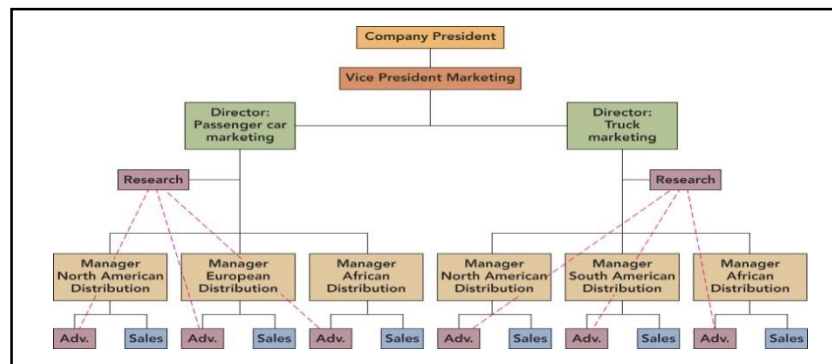 Company President
Vice President Marketing
Director:
Passenger car
marketing
Director:
Truck
marketing
Research
Research
Manager
North American
Distribution
Manager
European
Distribution
Manager
African
Distribution
Manager
North American
Distribution
Manager
South American
Distribution
Manager
African
Distribution
Adv.
Sales
Adv.
Sales
Adv.
Sales
Adv.
Sales
Adv.
Sales
Adv.
Sales